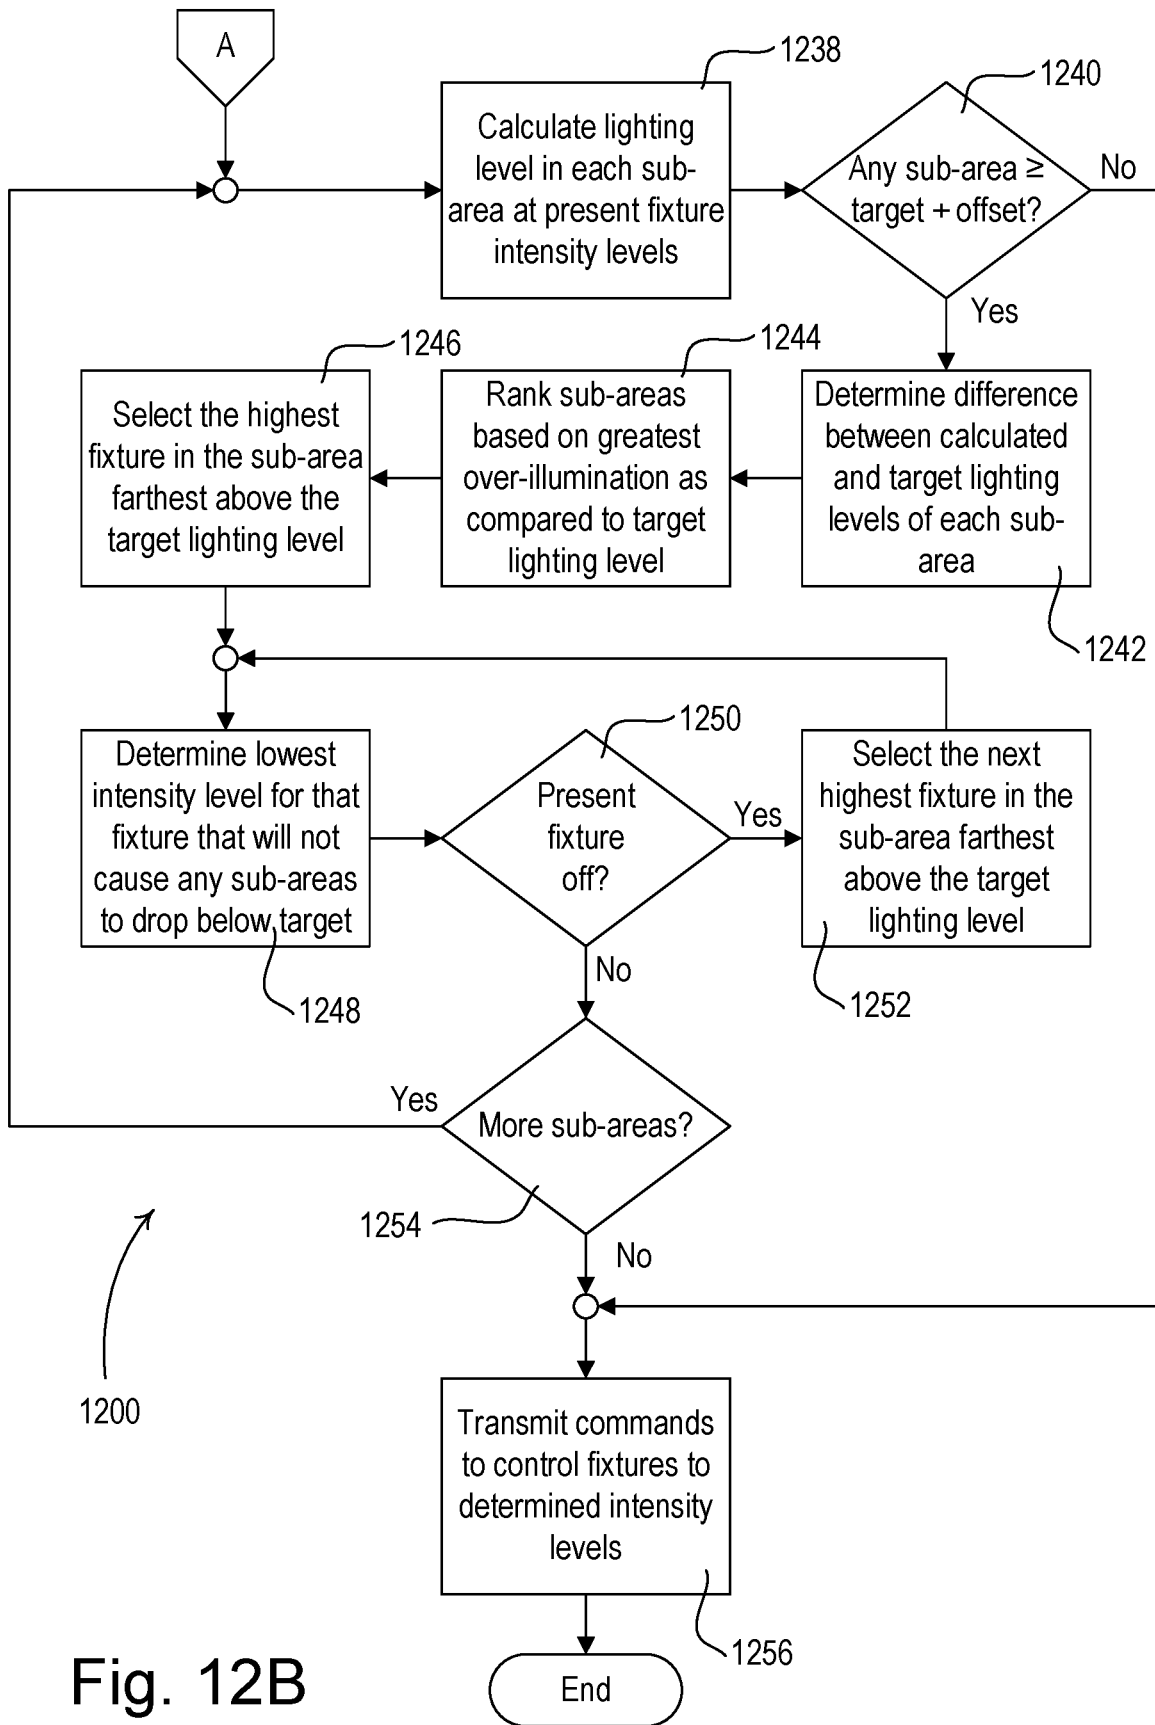 A
1238
Calculate lighting
level in each sub-
area at present fixture
intensity levels
1240
Any sub-area ≥
target + offset?
No
Yes
1246
Select the highest
fixture in the sub-area
farthest above the
target lighting level
1244
Rank sub-areas
based on greatest
over-illumination as
compared to target
lighting level
Determine difference
between calculated
and target lighting
levels of each sub-
area
1242
Determine lowest
intensity level for that
fixture that will not
cause any sub-areas
to drop below target
1248
1250
Present
fixture
off?
Yes
No
Select the next
highest fixture in the
sub-area farthest
above the target
lighting level
1252
Yes
More sub-areas?
1254
No
1200
Transmit commands
to control fixtures to
determined intensity
levels
1256
End
Fig. 12B